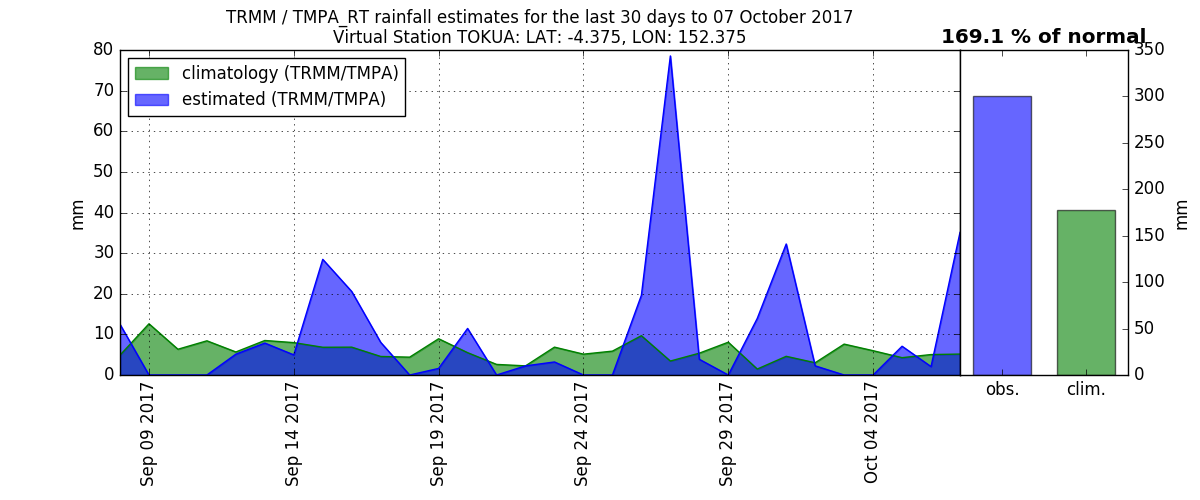 TRMM / TMPA_RT rainfall estimates for the last 30 days to 07 October 2017
Virtual Station TOKUA: LAT: -4.375, LON: 152.375
169.1 % of normal
climatology (TRMM/TMPA)
estimated (TRMM/TMPA)
80
70
60
50
40
30
20
10
0
mm
Sep 09 2017
Sep 14 2017
Sep 19 2017
Sep 24 2017
Sep 29 2017
Oct 04 2017
obs.
clim.
350
300
250
200
150
100
50
0
mm